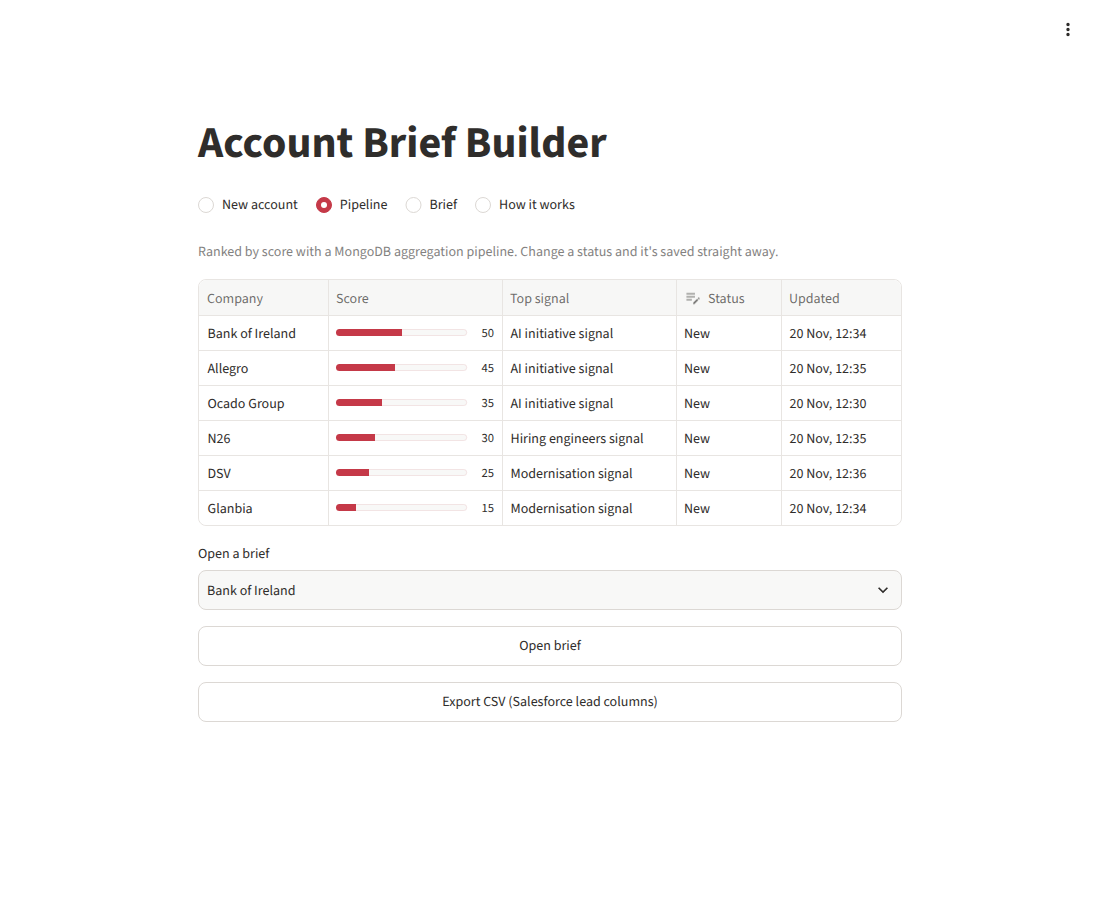 Account Brief Builder
New account Pipeline Brief How it works
Ranked by score with a MongoDB aggregation pipeline. Change a status and it's saved straight away.
Company Score Top signal Status Updated
Bank of Ireland 50 AI initiative signal New 20 Nov, 12:34
Allegro 45 AI initiative signal New 20 Nov, 12:35
Ocado Group 35 AI initiative signal New 20 Nov, 12:30
N26 30 Hiring engineers signal New 20 Nov, 12:35
DSV 25 Modernisation signal New 20 Nov, 12:36
Glanbia 15 Modernisation signal New 20 Nov, 12:34
Open a brief
Bank of Ireland
Open brief
Export CSV (Salesforce lead columns)